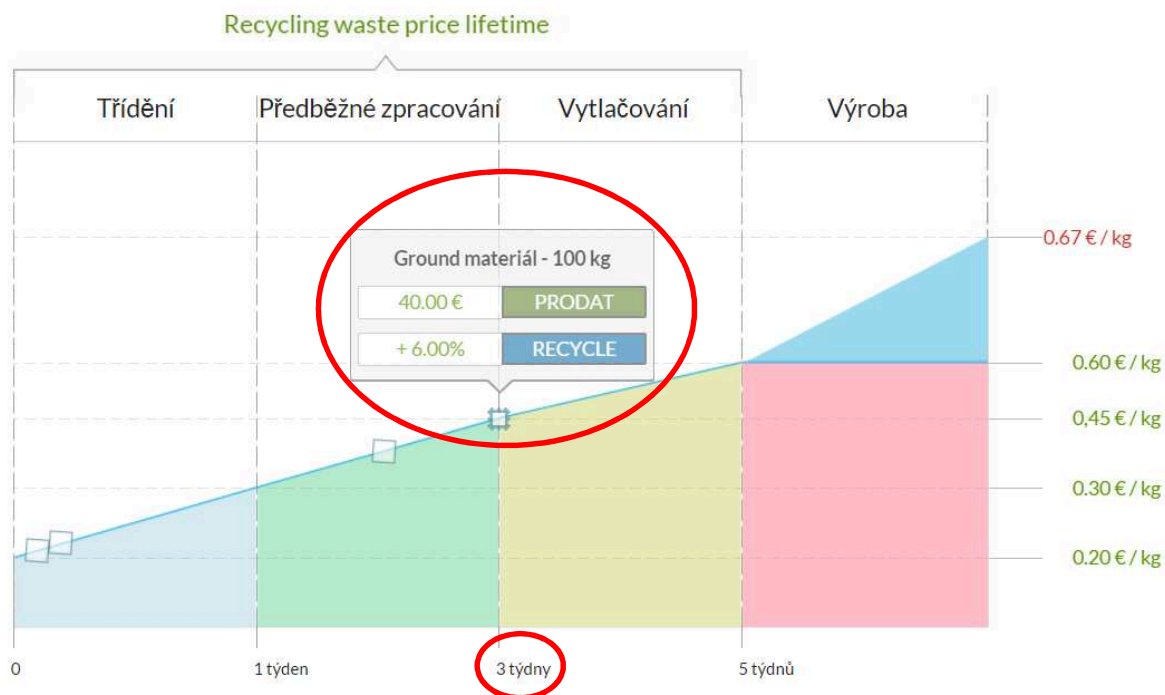 Recycling waste price lifetime
Třídění
Předběžné zpracování
Vytlačování
Výroba
Ground materiál - 100 kg
40.00 € PRODAT
+ 6.00% RECYCLE
0.67 € / kg
0.60 € / kg
0.45 € / kg
0.30 € / kg
0.20 € / kg
0
1 týden
3 týdny
5 týdnů